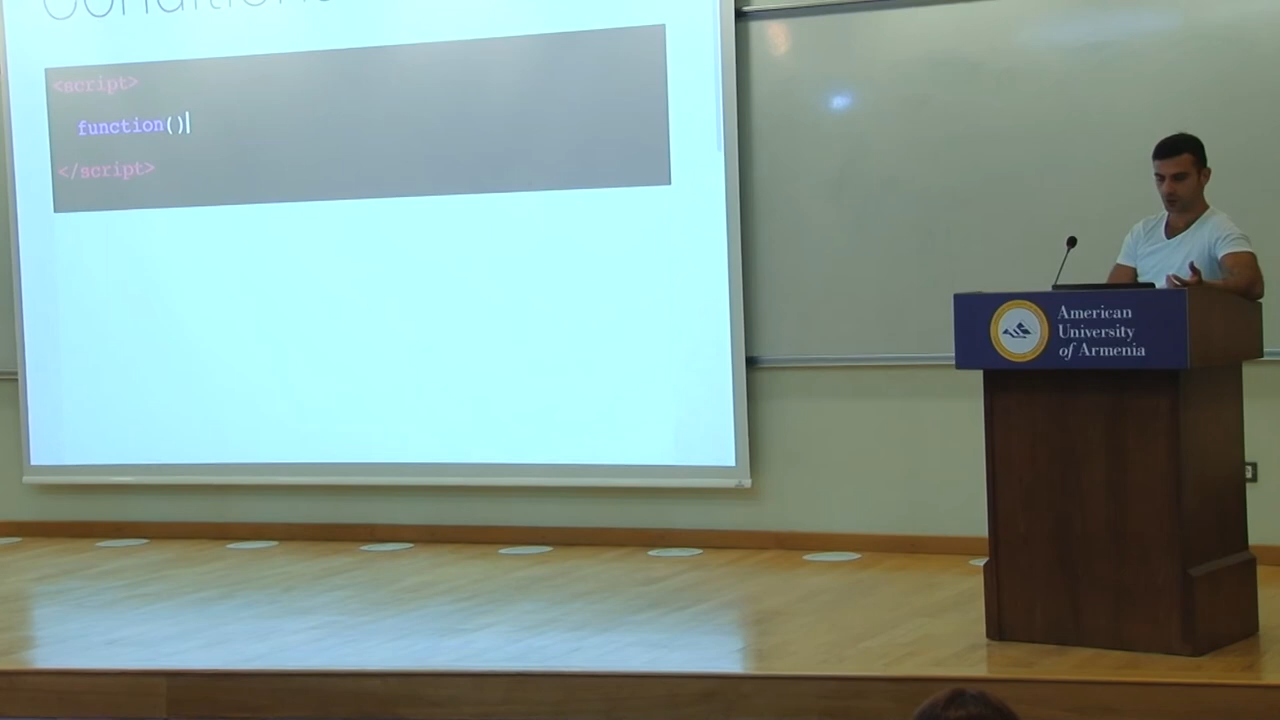 <script>
function()
</script>
American
University
of Armenia